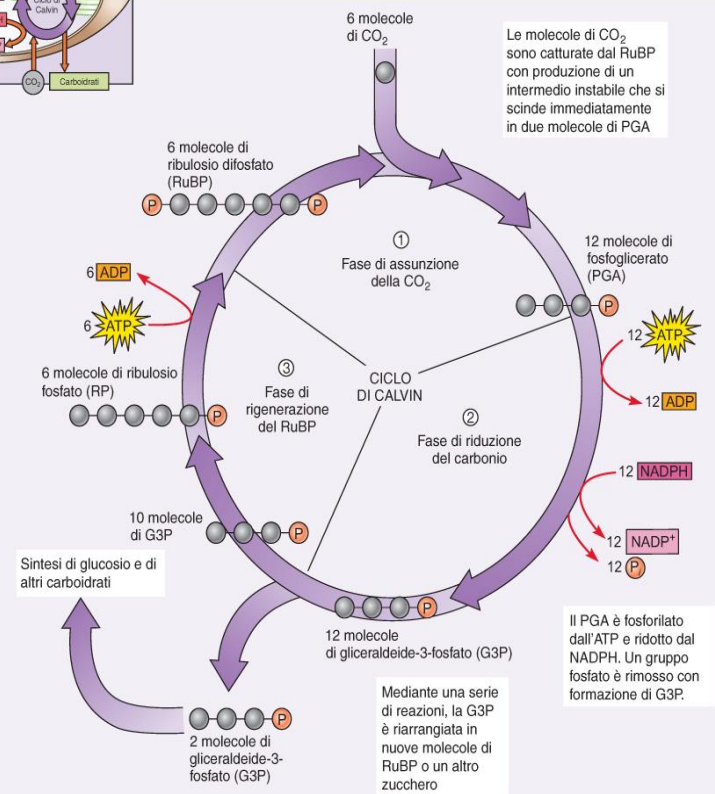 Ciclo di
Calvin
CO₂
Carboidrati
6 molecole
di CO₂
Le molecole di CO₂
sono catturate dal RuBP
con produzione di un
intermedio instabile che si
scinde immediatamente
in due molecole di PGA
6 molecole di
ribulosio difosfato
(RuBP)
P
P
①
Fase di assunzione
della CO₂
12 molecole di
fosfoglicerato
(PGA)
P
6 ADP
6 ATP
12 ATP
12 ADP
6 molecole di ribulosio
fosfato (RP)
P
③
Fase di
rigenerazione
del RuBP
CICLO
DI CALVIN
②
Fase di riduzione
del carbonio
12 NADPH
12 NADP⁺
12 Pᵢ
10 molecole
di G3P
P
Sintesi di glucosio e di
altri carboidrati
P
12 molecole
di gliceraldeide-3-fosfato (G3P)
Il PGA è fosforilato
dall'ATP e ridotto dal
NADPH. Un gruppo
fosfato è rimosso con
formazione di G3P.
Mediante una serie
di reazioni, la G3P
è riarrangiata in
nuove molecole di
RuBP o un altro
zucchero
P
2 molecole di
gliceraldeide-3-
fosfato (G3P)